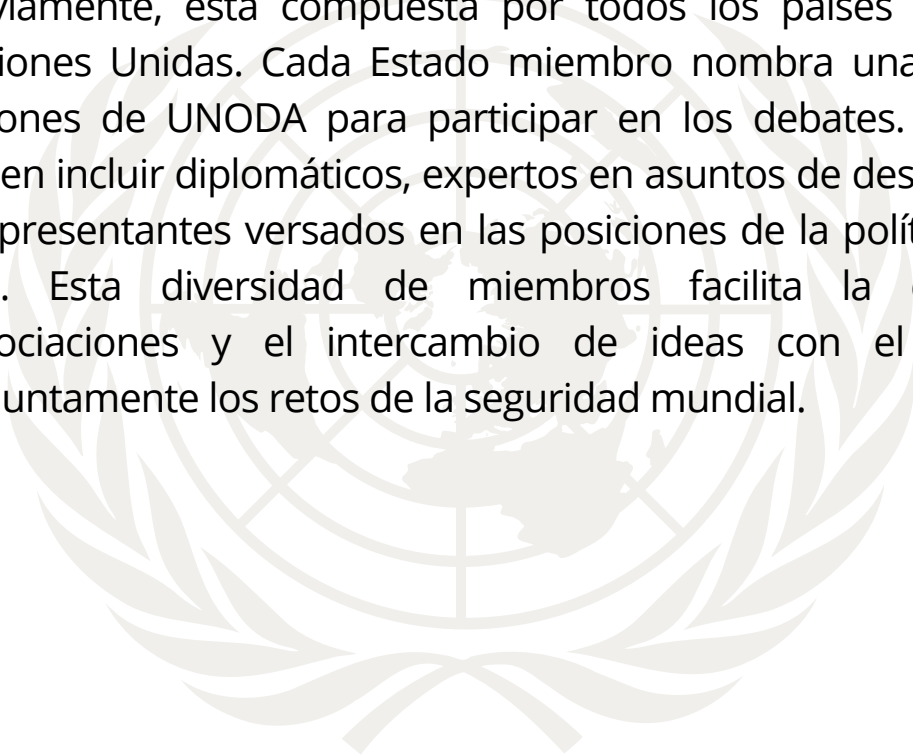 viamente, está compuesta por todos los países
iones Unidas. Cada Estado miembro nombra una
ones de UNODA para participar en los debates.
en incluir diplomáticos, expertos en asuntos de des
presentantes versados en las posiciones de la polít
. Esta diversidad de miembros facilita la
ociaciones y el intercambio de ideas con el
untamente los retos de la seguridad mundial.